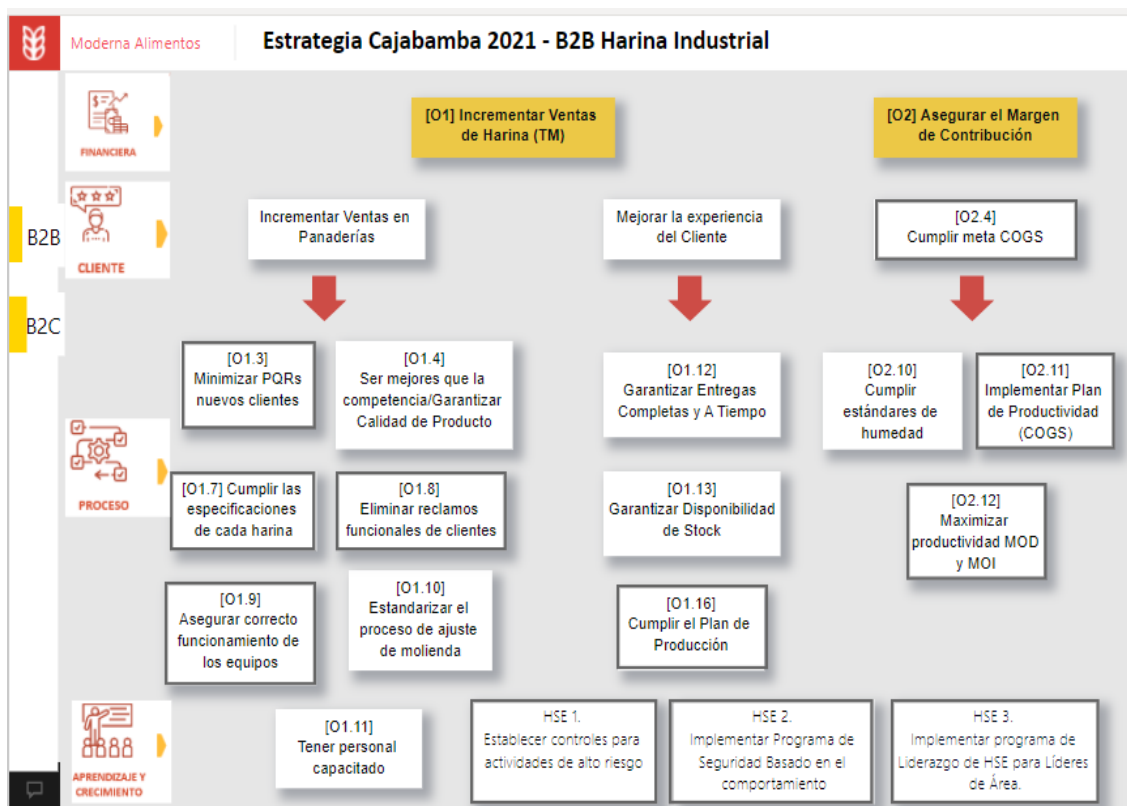 Moderna Alimentos
Estrategia Cajabamba 2021 - B2B Harina Industrial
FINANCIERA
[O1] Incrementar Ventas
de Harina (TM)
[O2] Asegurar el Margen
de Contribución
B2B
B2C
CLIENTE
Incrementar Ventas en
Panaderías
Mejorar la experiencia
del Cliente
[O2.4]
Cumplir meta COGS
PROCESO
[O1.3]
Minimizar PQRs
nuevos clientes
[O1.4]
Ser mejores que la
competencia/Garantizar
Calidad de Producto
[O1.12]
Garantizar Entregas
Completas y A Tiempo
[O2.10]
Cumplir
estándares de
humedad
[O2.11]
Implementar Plan
de Productividad
(COGS)
[O1.7] Cumplir las
especificaciones
de cada harina
[O1.8]
Eliminar reclamos
funcionales de clientes
[O1.13]
Garantizar Disponibilidad
de Stock
[O2.12]
Maximizar
productividad MOD
y MOI
[O1.9]
Asegurar correcto
funcionamiento de
los equipos
[O1.10]
Estandarizar el
proceso de ajuste
de molienda
[O1.16]
Cumplir el Plan de
Producción
APRENDIZAJE Y
CRECIMIENTO
[O1.11]
Tener personal
capacitado
HSE 1.
Establecer controles para
actividades de alto riesgo
HSE 2.
Implementar Programa de
Seguridad Basado en el
comportamiento
HSE 3.
Implementar programa de
Liderazgo de HSE para Líderes
de Área.